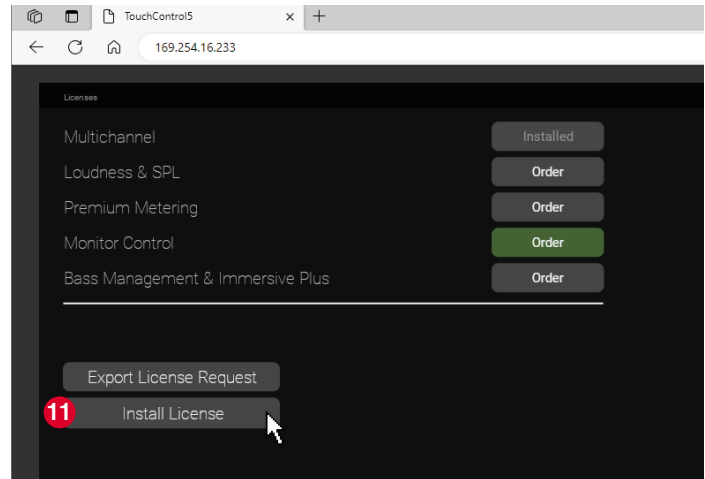 TouchControl5
169.254.16.233
Licenses
Multichannel Installed
Loudness & SPL Order
Premium Metering Order
Monitor Control Order
Bass Management & Immersive Plus Order
Export License Request
11 Install License